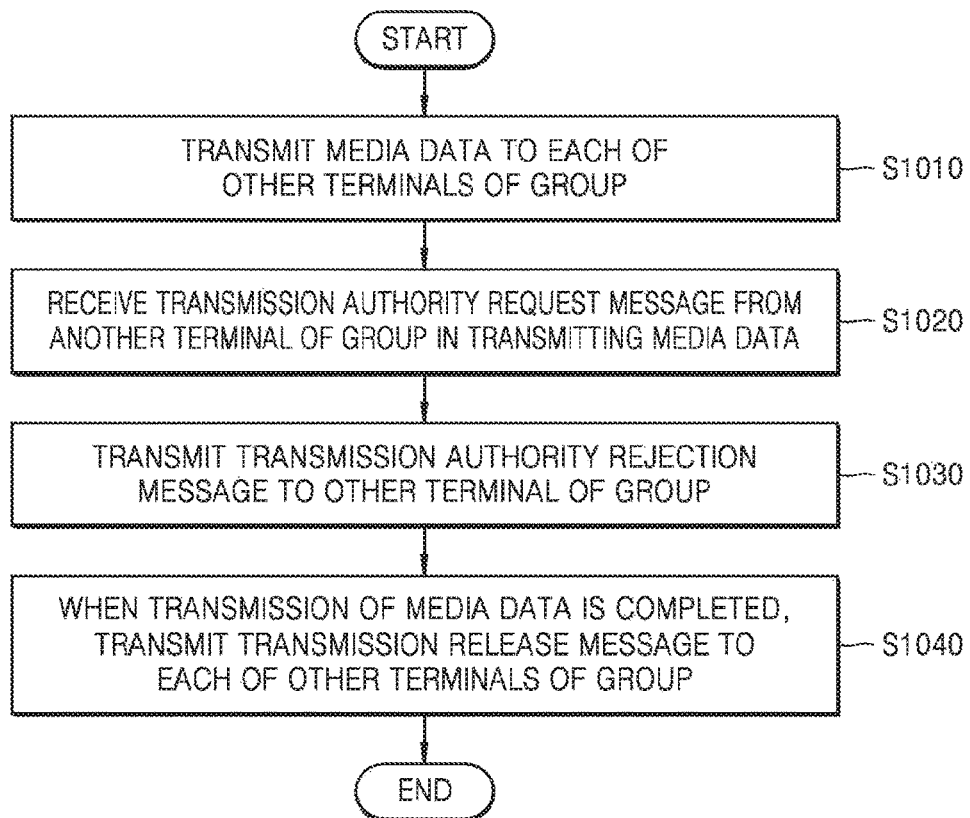 START
TRANSMIT MEDIA DATA TO EACH OF
OTHER TERMINALS OF GROUP
S1010
RECEIVE TRANSMISSION AUTHORITY REQUEST MESSAGE FROM
ANOTHER TERMINAL OF GROUP IN TRANSMITTING MEDIA DATA
S1020
TRANSMIT TRANSMISSION AUTHORITY REJECTION
MESSAGE TO OTHER TERMINAL OF GROUP
S1030
WHEN TRANSMISSION OF MEDIA DATA IS COMPLETED,
TRANSMIT TRANSMISSION RELEASE MESSAGE TO
EACH OF OTHER TERMINALS OF GROUP
S1040
END